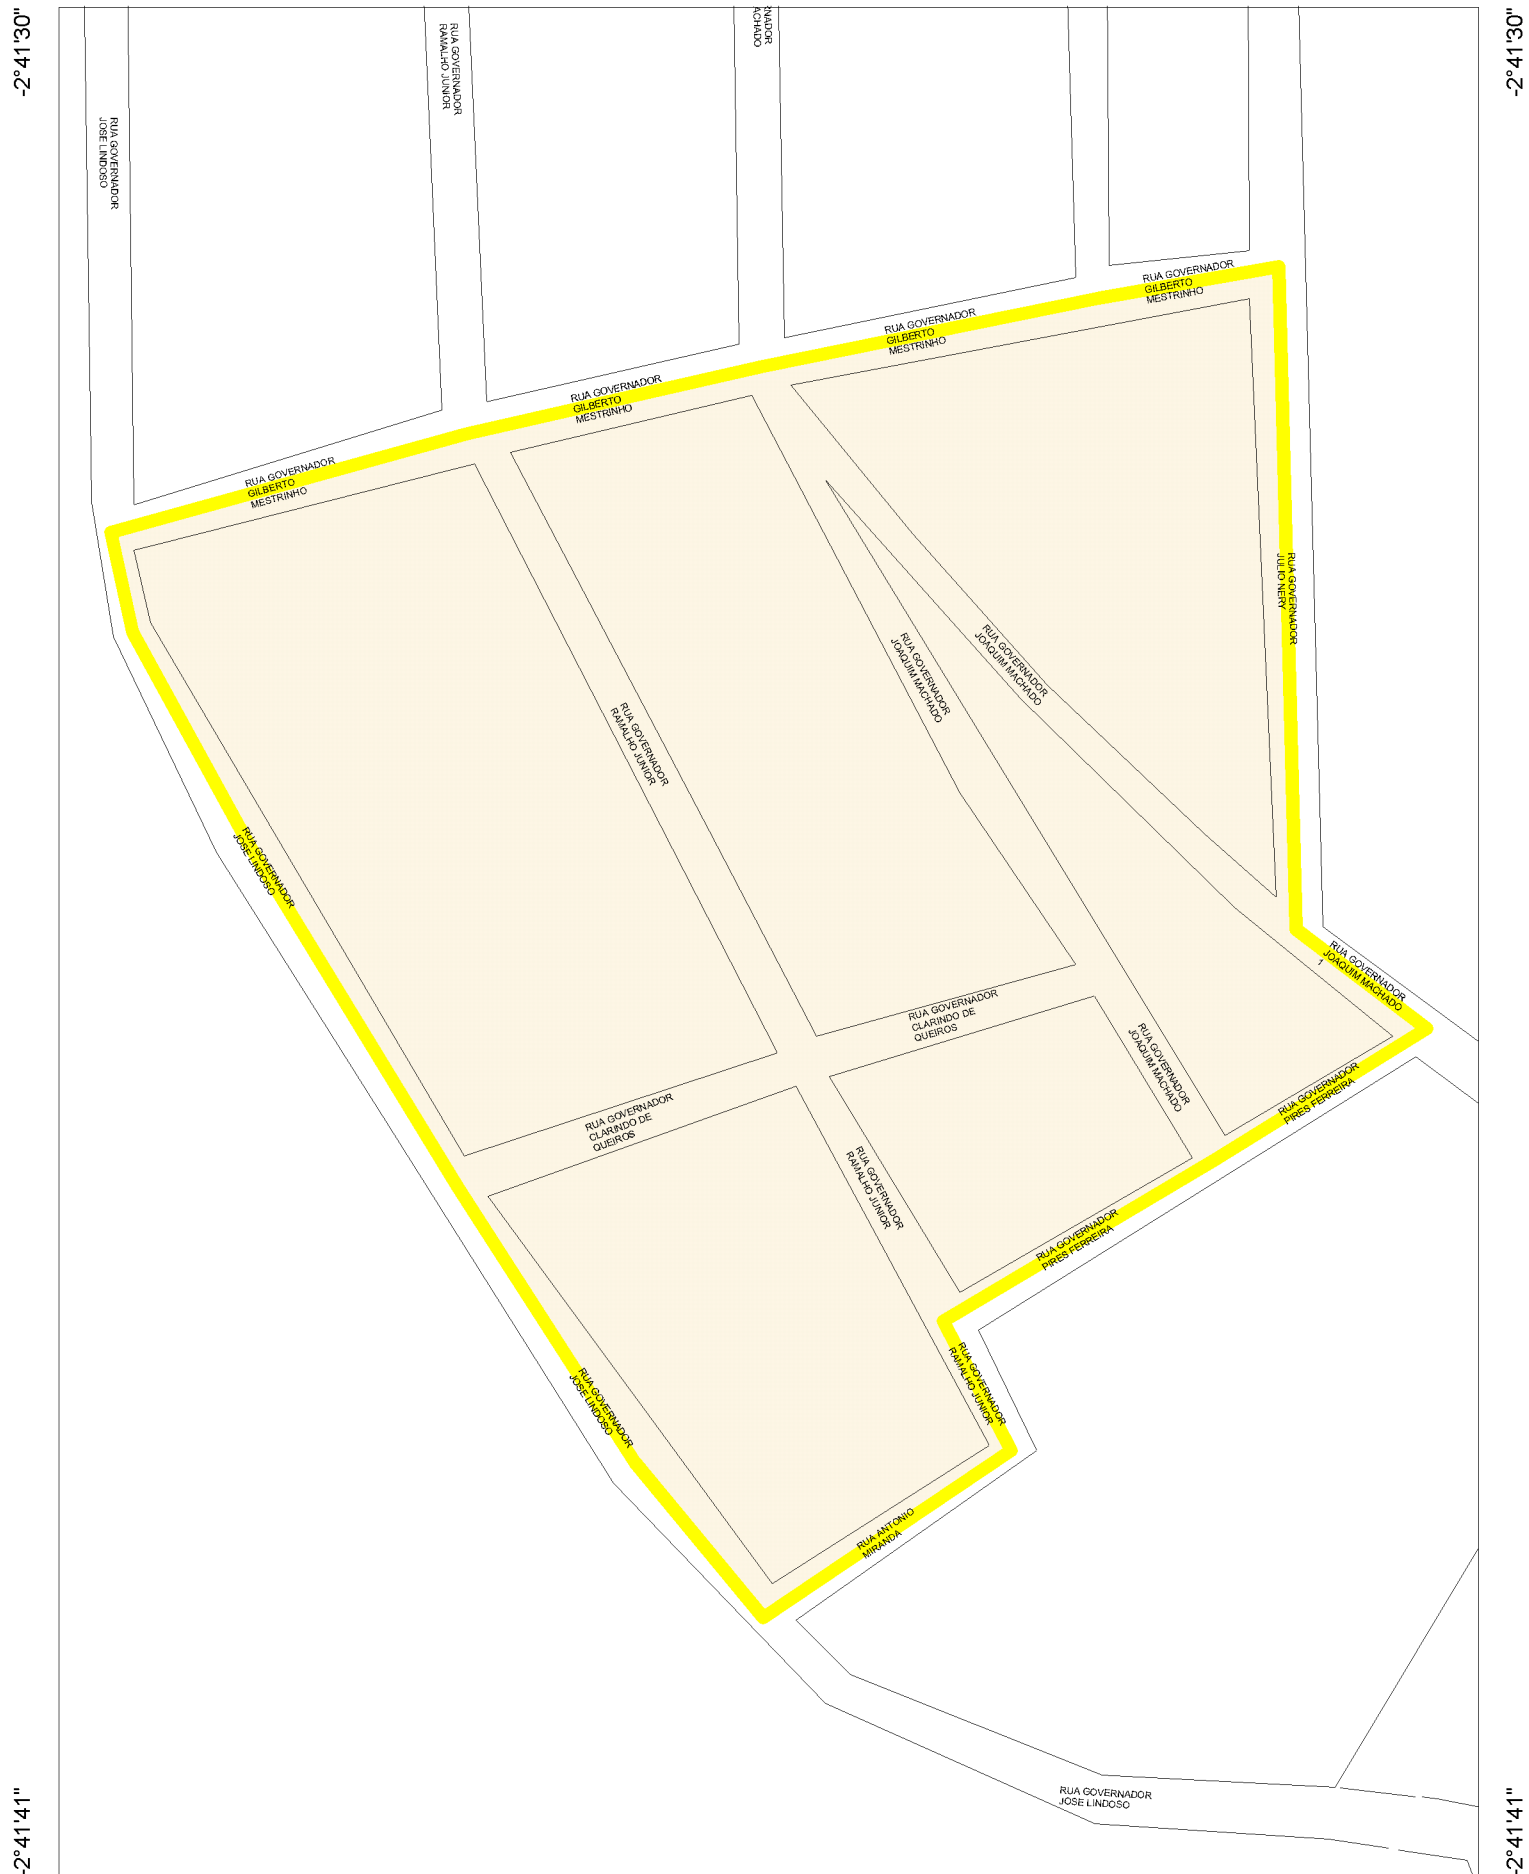 -2°41'30"
-2°41'30"
RUA GOVERNADOR
RAMALHO JUNIOR
RUA GOVERNADOR
JOSE LINDOSO
RUA GOVERNADOR
GILBERTO
MESTRINHO
RUA GOVERNADOR
GILBERTO
MESTRINHO
RUA GOVERNADOR
GILBERTO
MESTRINHO
RUA GOVERNADOR
GILBERTO
MESTRINHO
RUA GOVERNADOR
JULIO NERY
RUA GOVERNADOR
JOAQUIM MACHADO
RUA GOVERNADOR
JOAQUIM MACHADO
RUA GOVERNADOR
RAMALHO JUNIOR
RUA GOVERNADOR
JOSE LINDOSO
RUA GOVERNADOR
JOAQUIM MACHADO
1
RUA GOVERNADOR
CLARINDO DE
QUEIROS
RUA GOVERNADOR
JOAQUIM MACHADO
RUA GOVERNADOR
PIRES FERREIRA
RUA GOVERNADOR
CLARINDO DE
QUEIROS
RUA GOVERNADOR
RAMALHO JUNIOR
RUA GOVERNADOR
PIRES FERREIRA
RUA GOVERNADOR
RAMALHO JUNIOR
RUA GOVERNADOR
JOSE LINDOSO
RUA ANTONIO
MIRANDA
RUA GOVERNADOR
JOSE LINDOSO
-2°41'41"
-2°41'41"